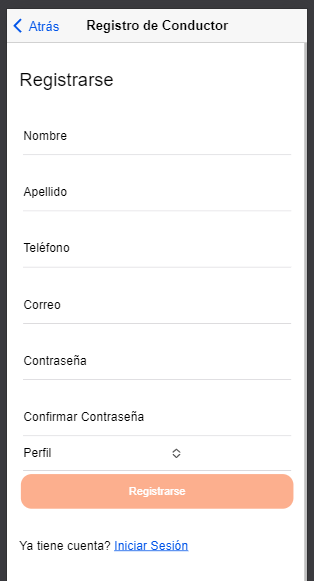 Atrás
Registro de Conductor
Registrarse
Nombre
Apellido
Teléfono
Correo
Contraseña
Confirmar Contraseña
Perfil
Registrarse
Ya tiene cuenta? Iniciar Sesión